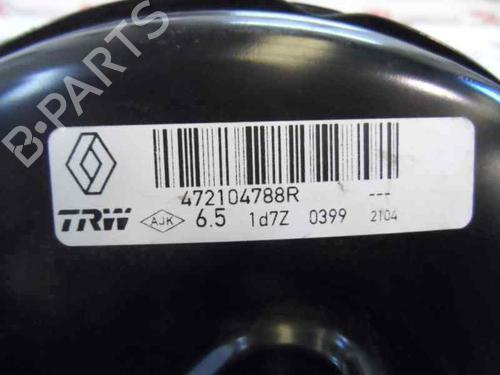 472104788R ---
TRW AJK 6.5 1d7Z 0399 2104
B-PARTS